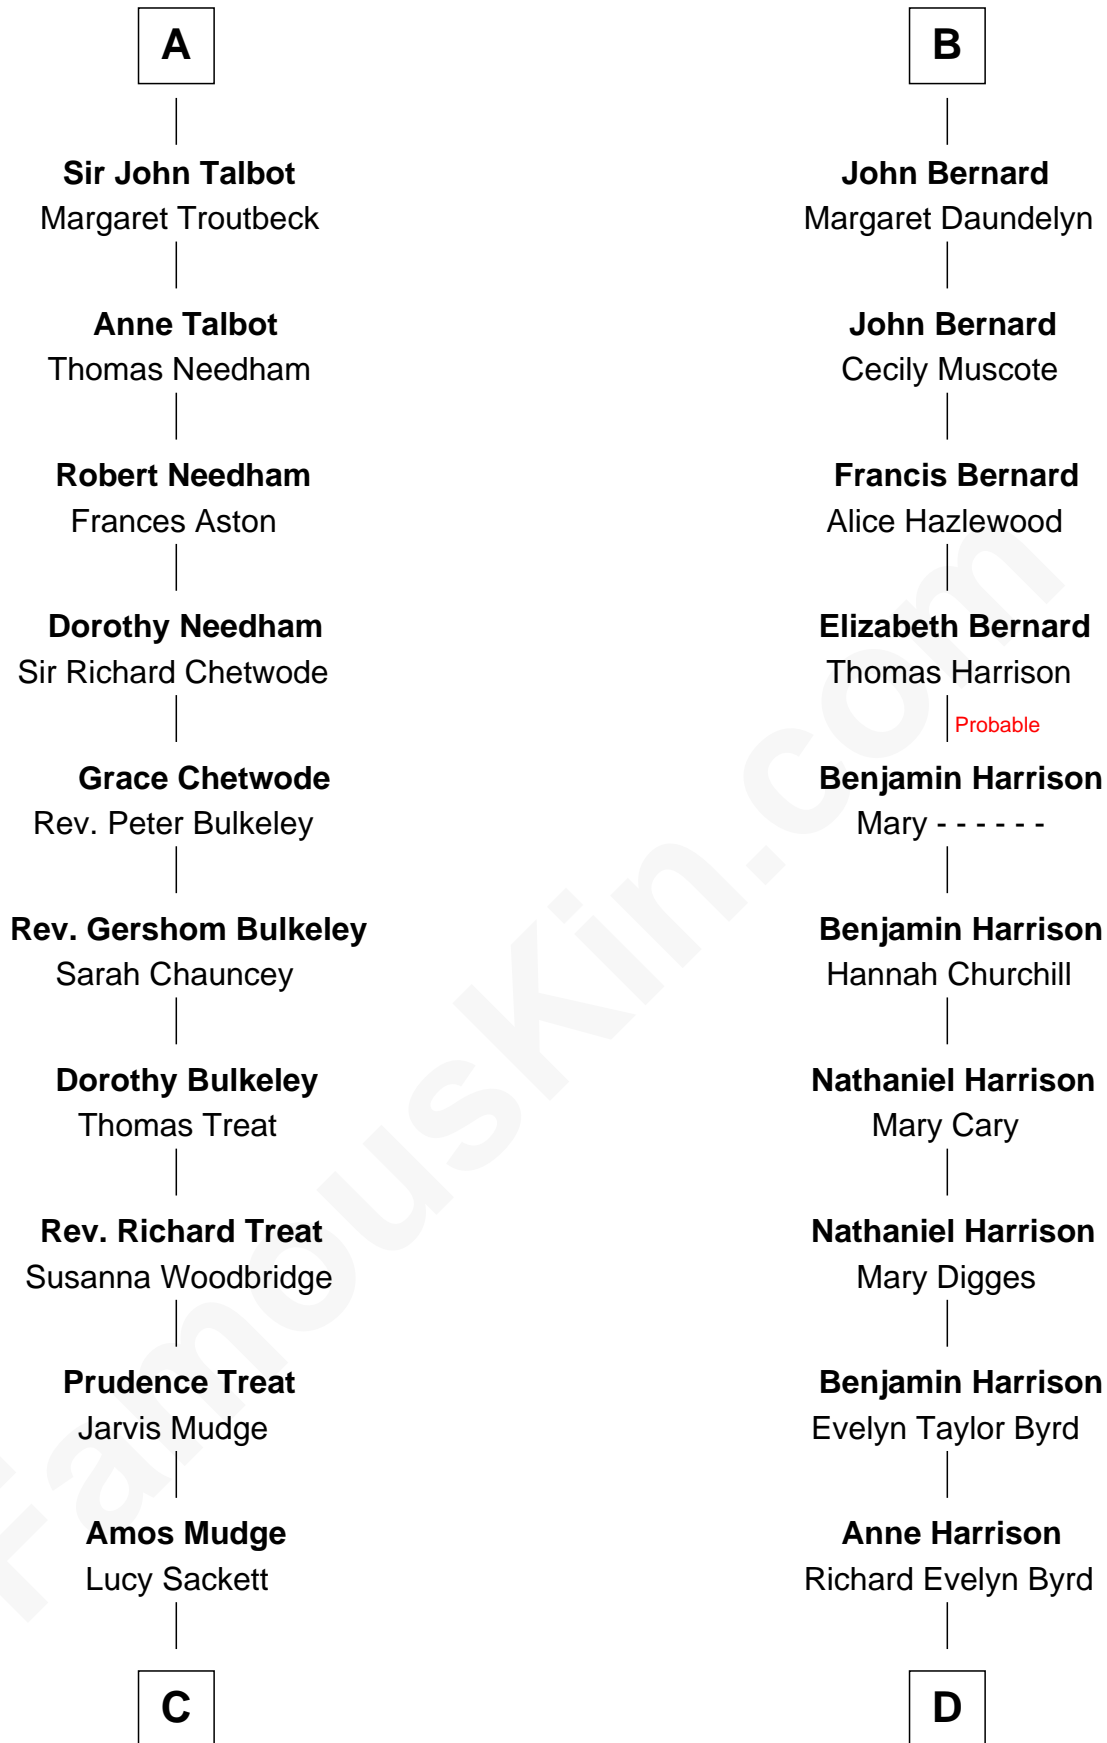 A
Sir John Talbot
Margaret Troutbeck
Anne Talbot
Thomas Needham
Robert Needham
Frances Aston
Dorothy Needham
Sir Richard Chetwode
Grace Chetwode
Rev. Peter Bulkeley
Rev. Gershom Bulkeley
Sarah Chauncey
Dorothy Bulkeley
Thomas Treat
Rev. Richard Treat
Susanna Woodbridge
Prudence Treat
Jarvis Mudge
Amos Mudge
Lucy Sackett
C
B
John Bernard
Margaret Daundelyn
John Bernard
Cecily Muscote
Francis Bernard
Alice Hazlewood
Elizabeth Bernard
Thomas Harrison
Probable
Benjamin Harrison
Mary - - - - - -
Benjamin Harrison
Hannah Churchill
Nathaniel Harrison
Mary Cary
Nathaniel Harrison
Mary Digges
Benjamin Harrison
Evelyn Taylor Byrd
Anne Harrison
Richard Evelyn Byrd
D
FamousKin.com